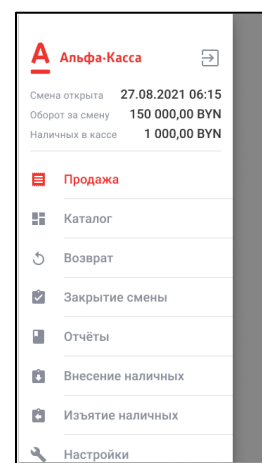 А Альфа·Касса
Смена открыта 27.08.2021 06:15
Оборот за смену 150 000,00 BYN
Наличных в кассе 1 000,00 BYN
Продажа
Каталог
Возврат
Закрытие смены
Отчёты
Внесение наличных
Изъятие наличных
Настройки